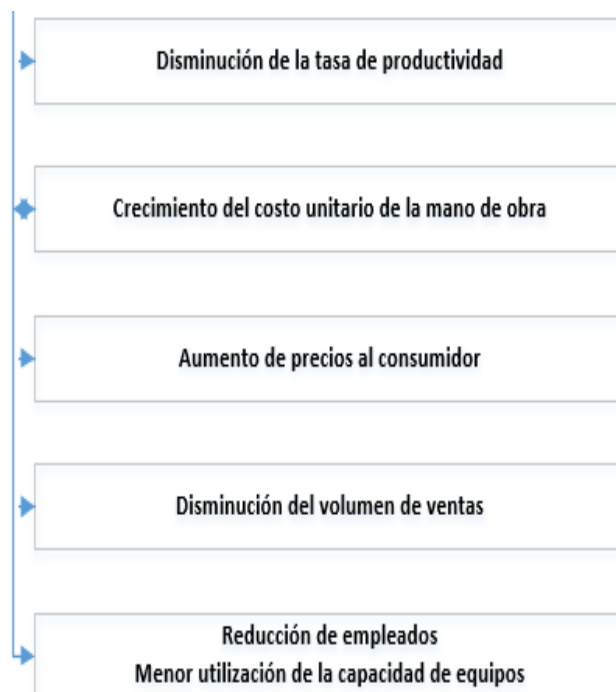 Disminución de la tasa de productividad
Crecimiento del costo unitario de la mano de obra
Aumento de precios al consumidor
Disminución del volumen de ventas
Reducción de empleados
Menor utilización de la capacidad de equipos